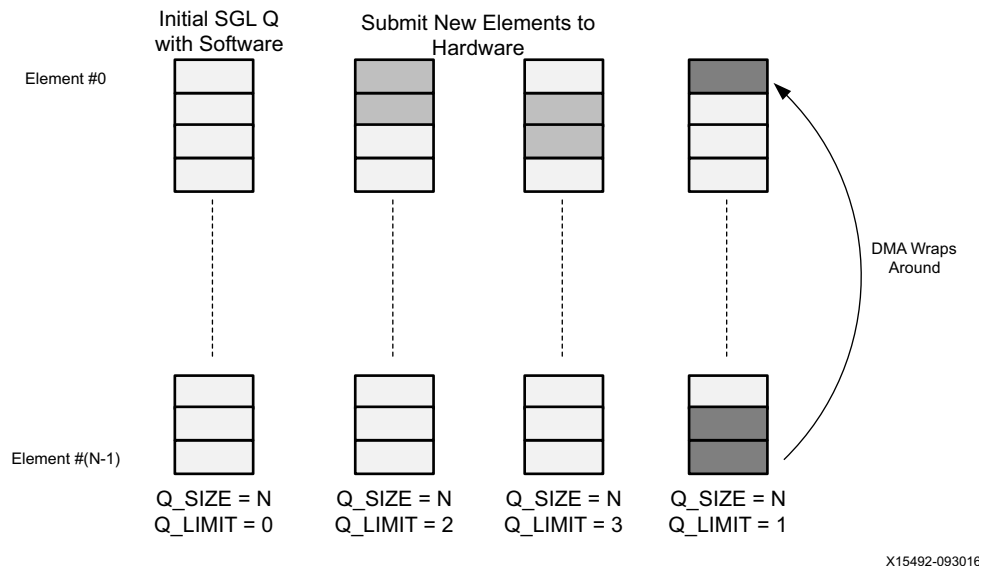 Initial SGL Q
with Software
Submit New Elements to
Hardware
Element #0
DMA Wraps
Around
Element #(N-1)
Q_SIZE = N
Q_LIMIT = 0
Q_SIZE = N
Q_LIMIT = 2
Q_SIZE = N
Q_LIMIT = 3
Q_SIZE = N
Q_LIMIT = 1
X15492-093016